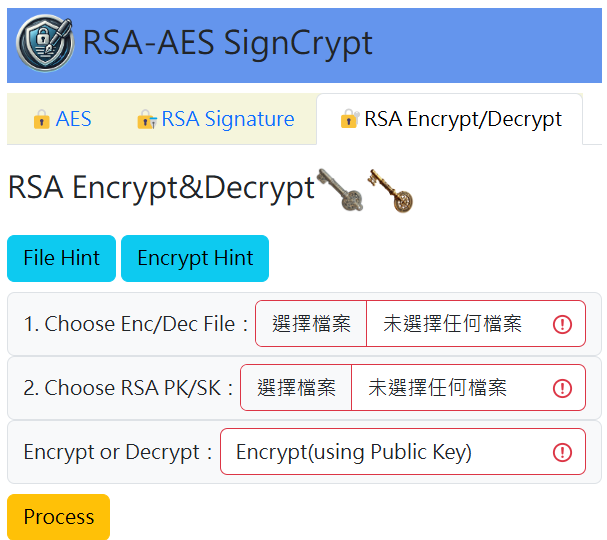 RSA-AES SignCrypt
AES RSA Signature RSA Encrypt/Decrypt
RSA Encrypt&Decrypt
File Hint Encrypt Hint
1. Choose Enc/Dec File： 選擇檔案 未選擇任何檔案
2. Choose RSA PK/SK： 選擇檔案 未選擇任何檔案
Encrypt or Decrypt： Encrypt(using Public Key)
Process